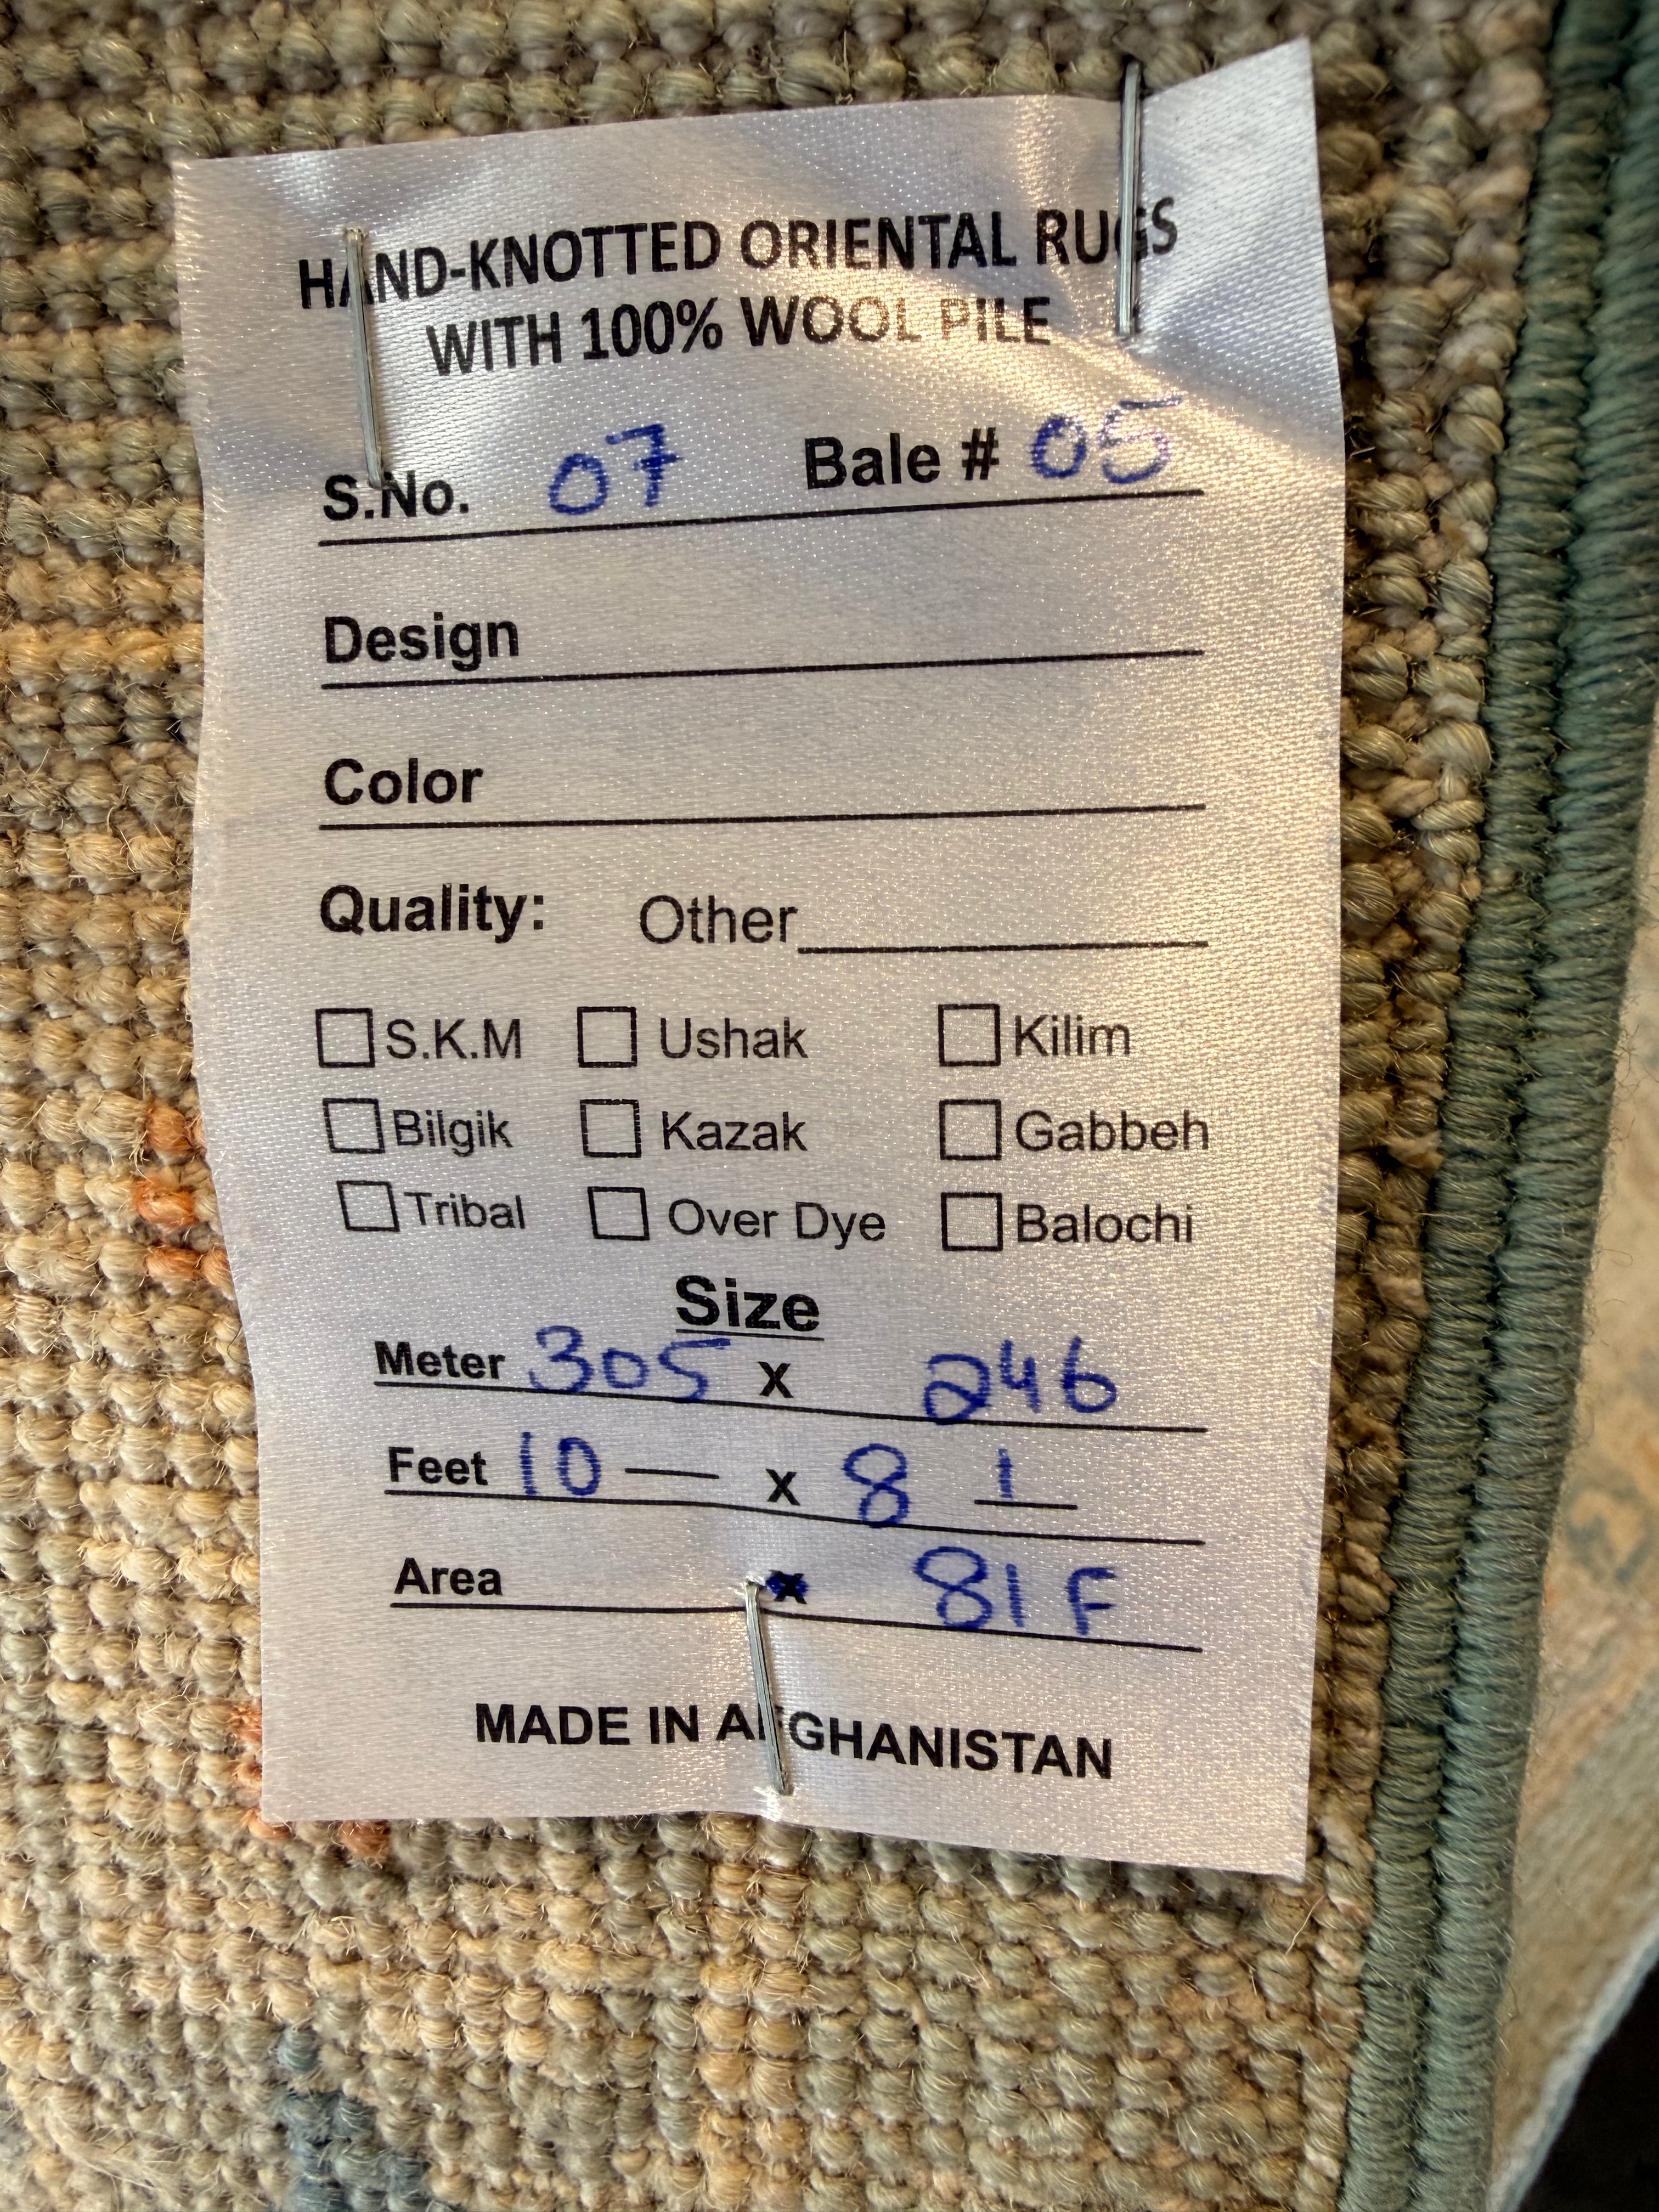 HAND-KNOTTED ORIENTAL RUGS
WITH 100% WOOL PILE
S.No. 07 Bale # 05
Design
Color
Quality: Other
S.K.M Ushak Kilim
Bilgik Kazak Gabbeh
Tribal Over Dye Balochi
Size
Meter 305 x 246
Feet 10 — x 8 1
Area x 81 F
MADE IN AFGHANISTAN